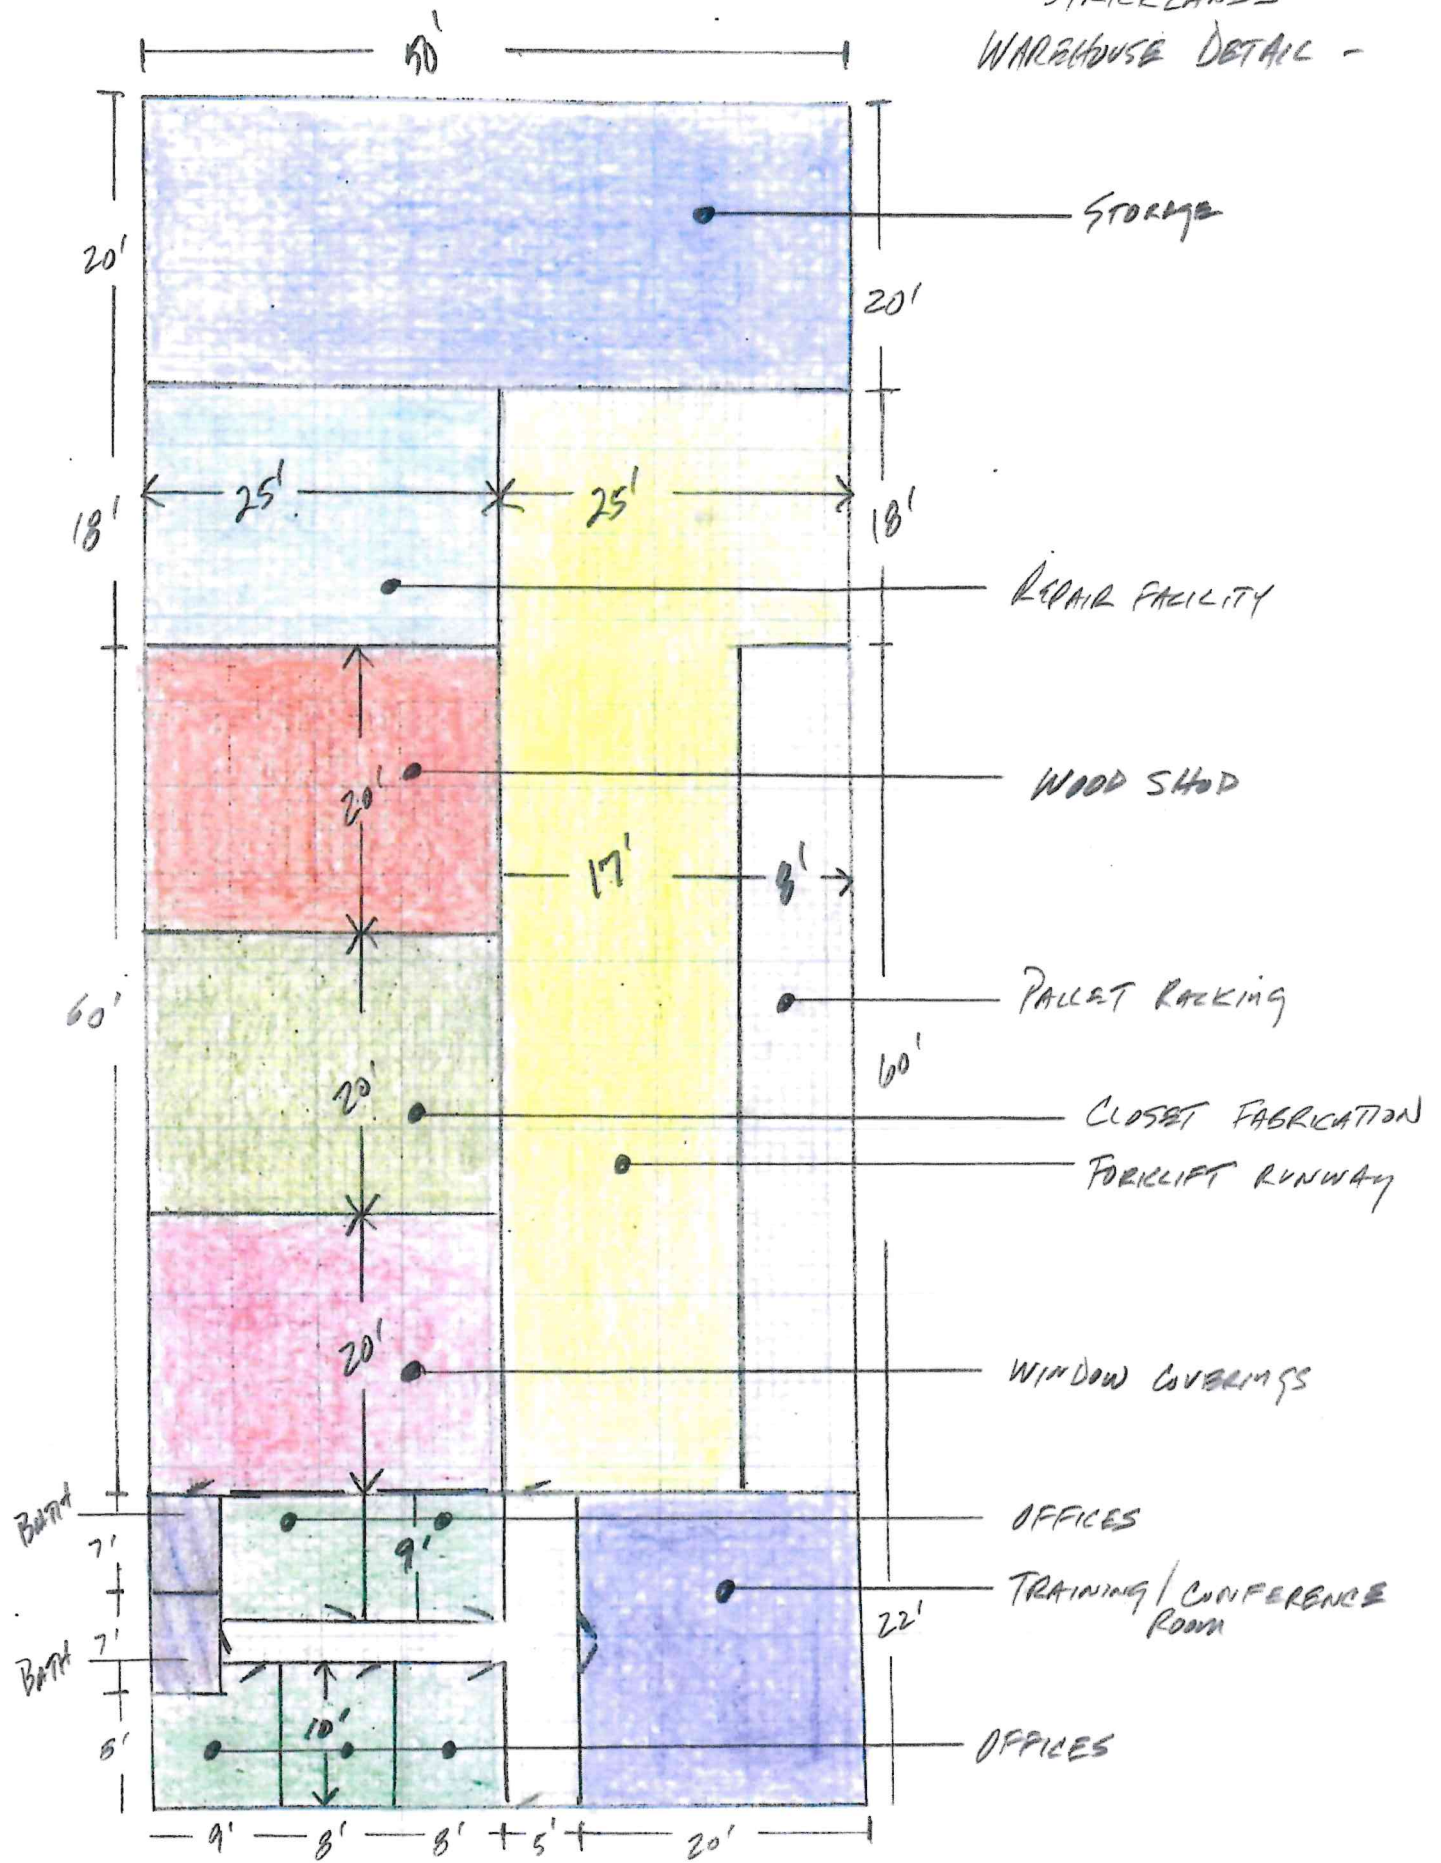 WAREHOUSE DETAIL -
50'
STORAGE
20'
20'
25'
25'
18'
18'
REPAIR FACILITY
20'
WOOD SHOP
17'
8'
PALLET RACKING
60'
60'
20'
CLOSET FABRICATION
FORKLIFT RUNWAY
20'
WINDOW COVERINGS
BATH
OFFICES
7'
9'
TRAINING / CONFERENCE
ROOM
22'
7'
BATH
10'
8'
OFFICES
9'
8'
8'
5'
20'